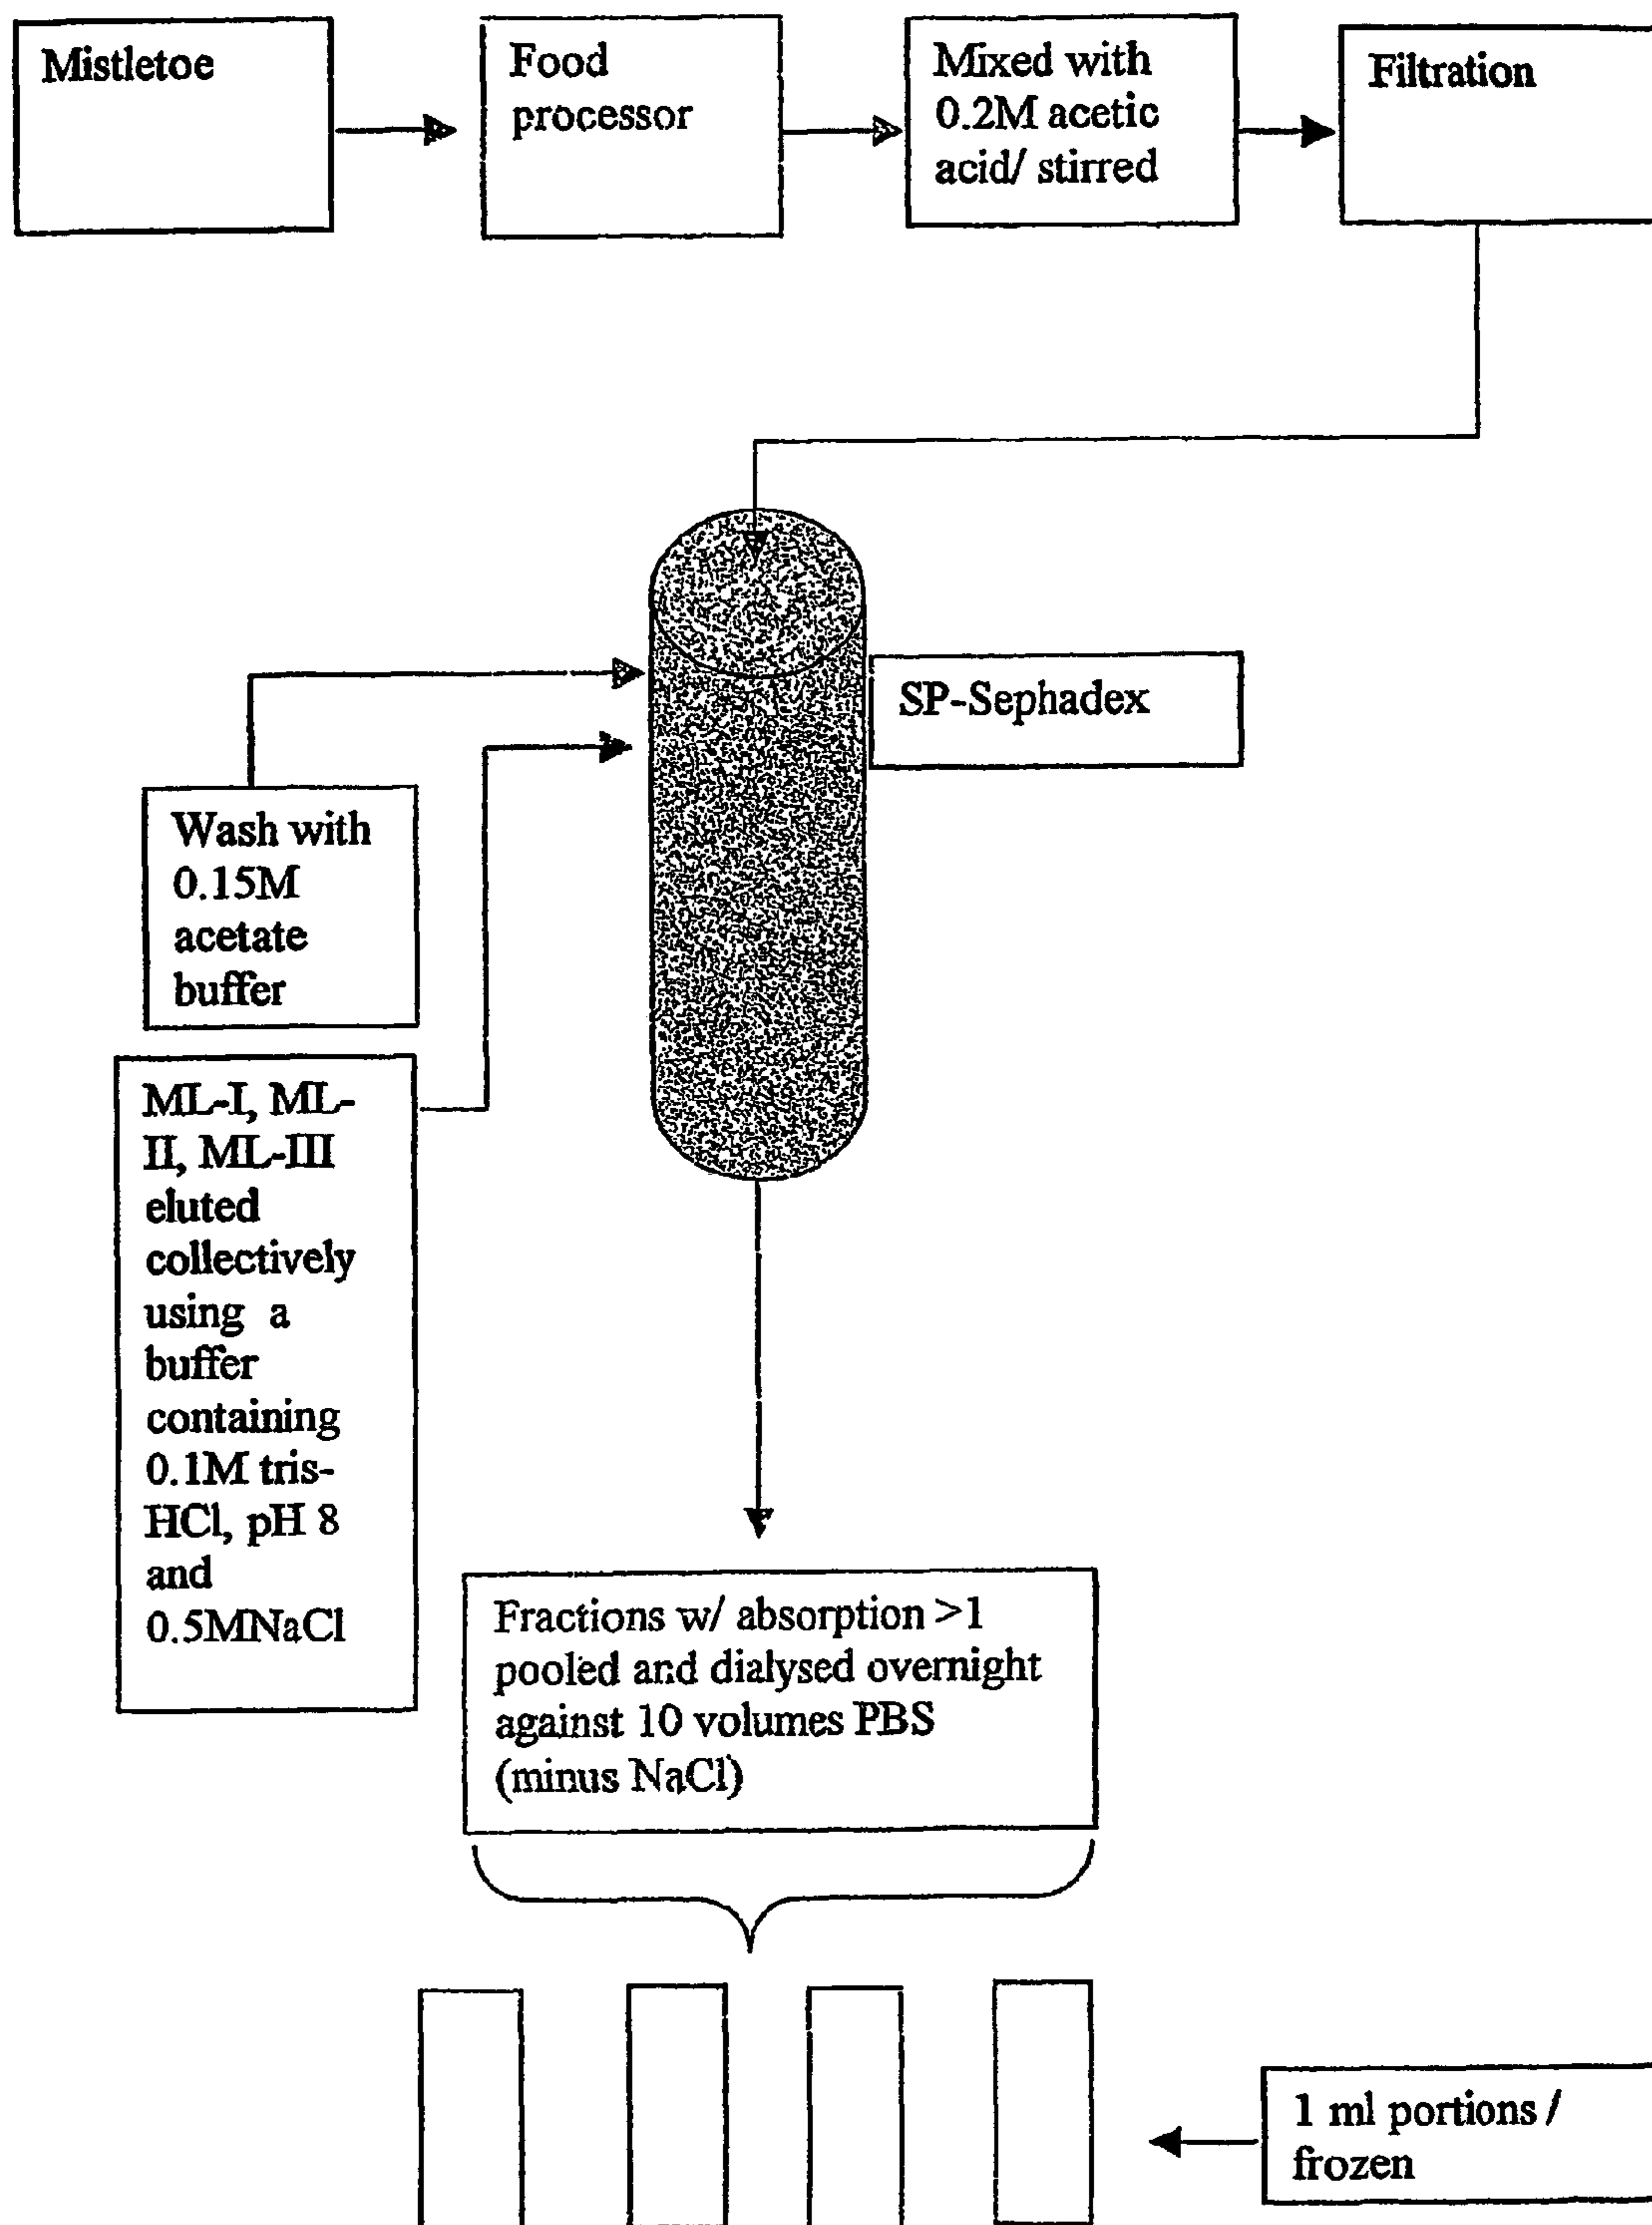 Mistletoe
Food
processor
Mixed with
0.2M acetic
acid/ stirred
Filtration
SP-Sephadex
Wash with
0.15M
acetate
buffer
ML-I, ML-
II, ML-III
eluted
collectively
using a
buffer
containing
0.1M tris-
HCl, pH 8
and
0.5MNaCl
Fractions w/ absorption >1
pooled and dialysed overnight
against 10 volumes PBS
(minus NaCl)
1 ml portions /
frozen